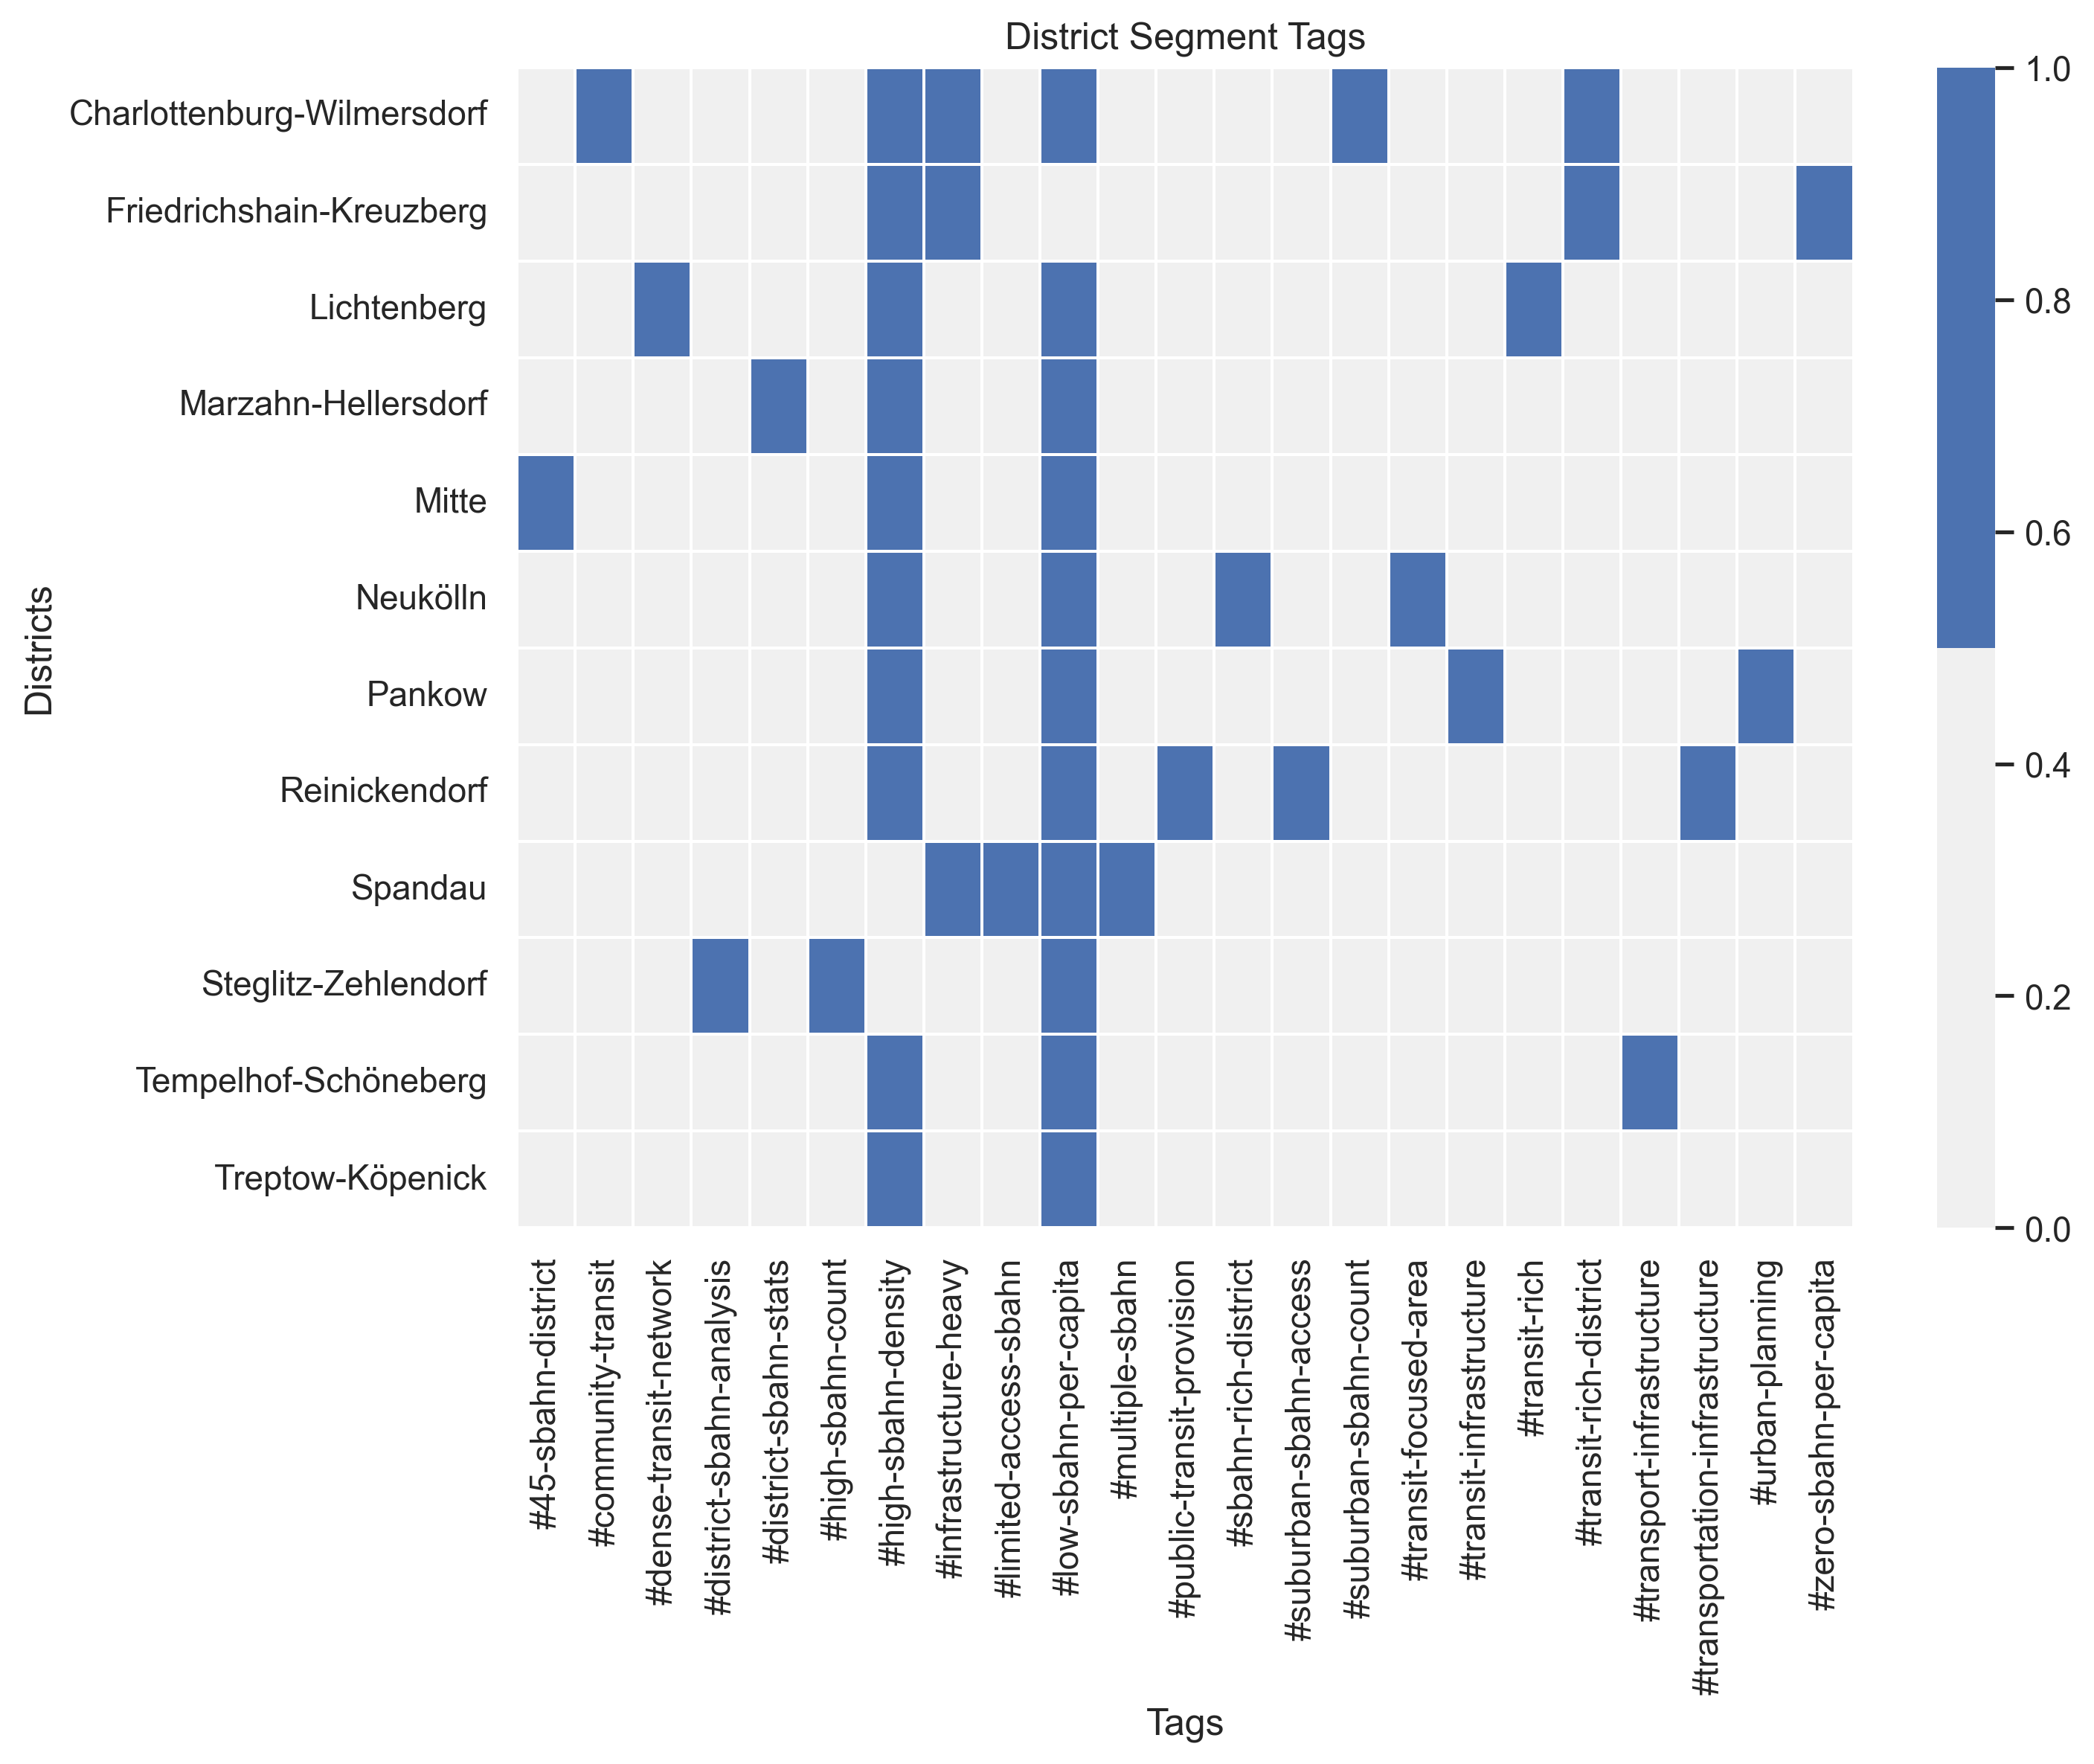 District Segment Tags
Charlottenburg-Wilmersdorf
Friedrichshain-Kreuzberg
Lichtenberg
Marzahn-Hellersdorf
Mitte
Neukölln
Pankow
Reinickendorf
Spandau
Steglitz-Zehlendorf
Tempelhof-Schöneberg
Treptow-Köpenick
Districts
#45-sbahn-district
#community-transit
#dense-transit-network
#district-sbahn-analysis
#district-sbahn-stats
#high-sbahn-count
#high-sbahn-density
#infrastructure-heavy
#limited-access-sbahn
#low-sbahn-per-capita
#multiple-sbahn
#public-transit-provision
#sbahn-rich-district
#suburban-sbahn-access
#suburban-sbahn-count
#transit-focused-area
#transit-infrastructure
#transit-rich
#transit-rich-district
#transport-infrastructure
#transportation-infrastructure
#urban-planning
#zero-sbahn-per-capita
Tags
1.0
0.8
0.6
0.4
0.2
0.0